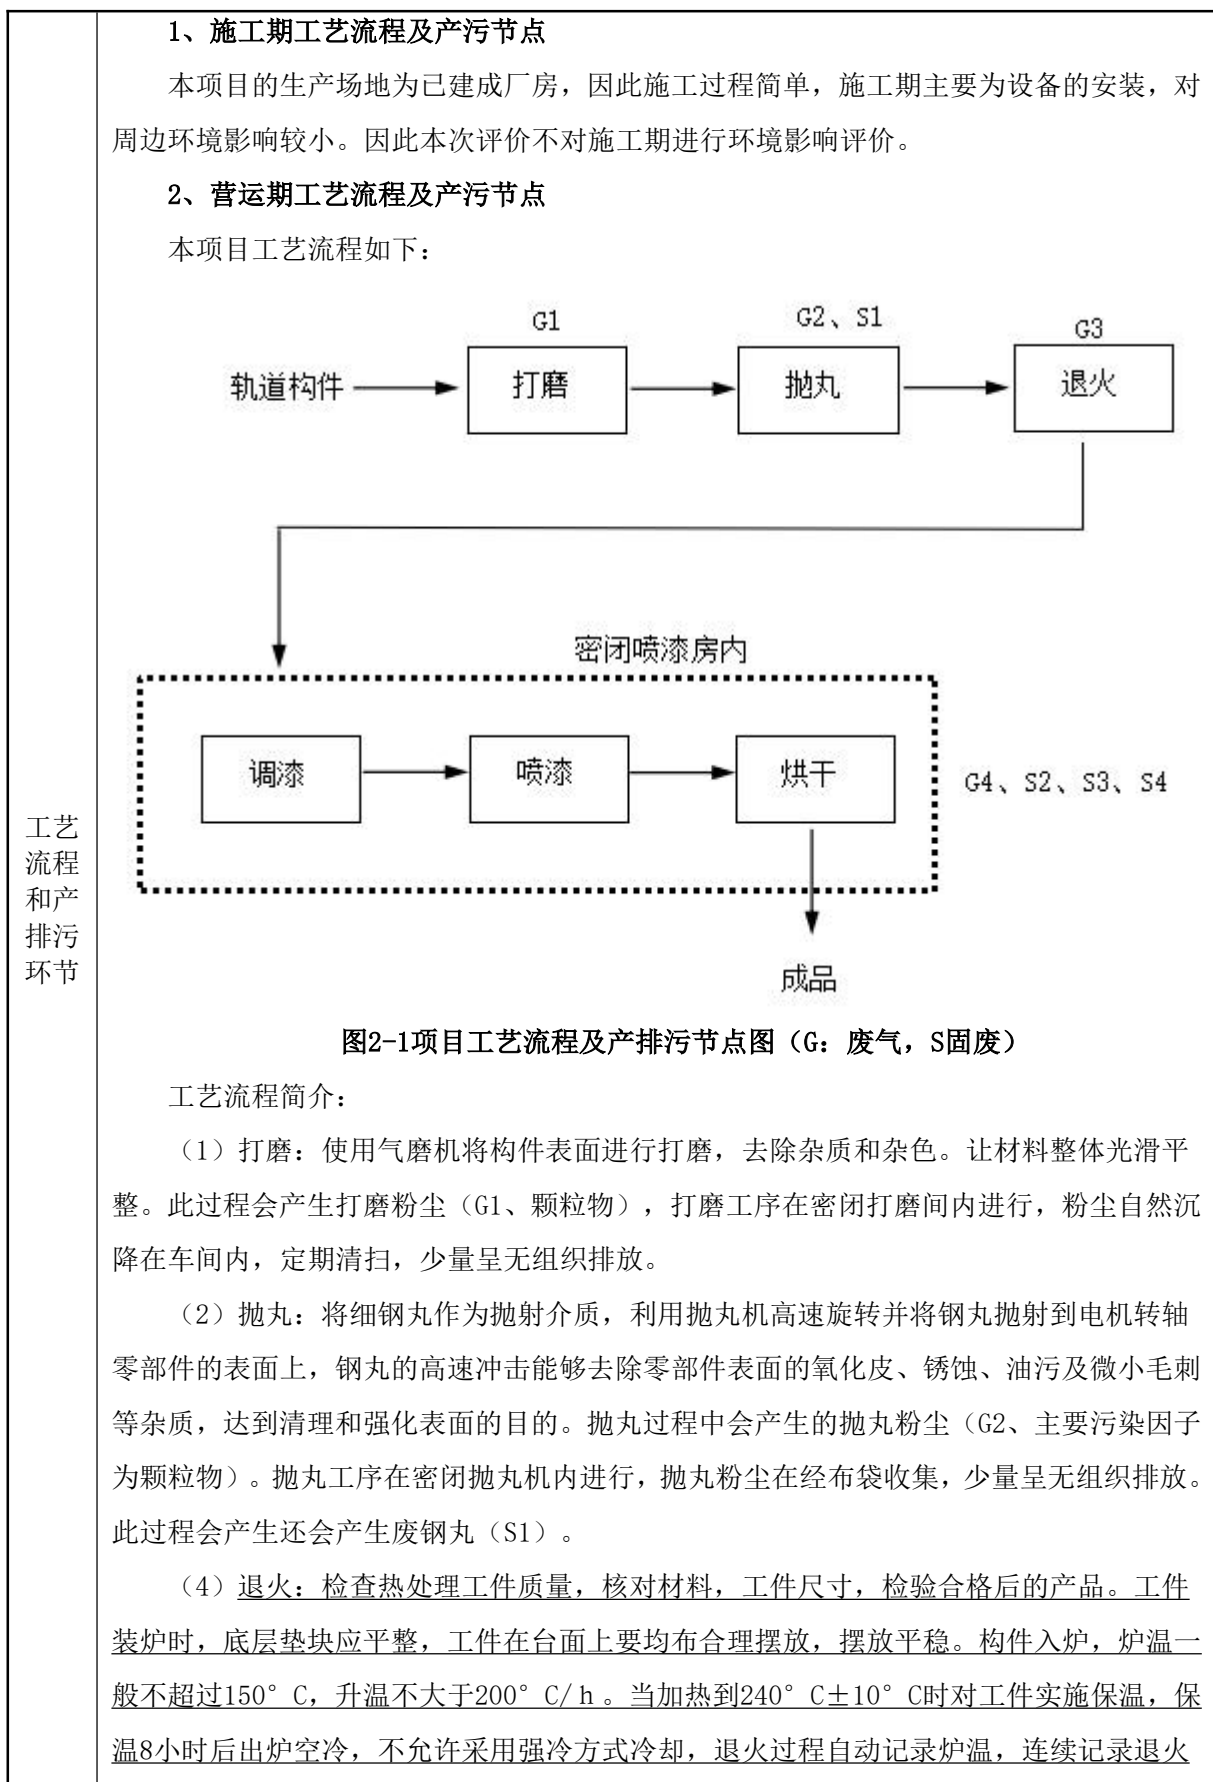 1、施工期工艺流程及产污节点
本项目的生产场地为已建成厂房，因此施工过程简单，施工期主要为设备的安装，对
周边环境影响较小。因此本次评价不对施工期进行环境影响评价。
2、营运期工艺流程及产污节点
本项目工艺流程如下：
G1
G2、S1
G3
轨道构件
打磨
抛丸
退火
密闭喷漆房内
调漆
喷漆
烘干
G4、S2、S3、S4
成品
工艺
流程
和产
排污
环节
图2-1项目工艺流程及产排污节点图（G：废气，S固废）
工艺流程简介：
（1）打磨：使用气磨机将构件表面进行打磨，去除杂质和杂色。让材料整体光滑平
整。此过程会产生打磨粉尘（G1、颗粒物），打磨工序在密闭打磨间内进行，粉尘自然沉
降在车间内，定期清扫，少量呈无组织排放。
（2）抛丸：将细钢丸作为抛射介质，利用抛丸机高速旋转并将钢丸抛射到电机转轴
零部件的表面上，钢丸的高速冲击能够去除零部件表面的氧化皮、锈蚀、油污及微小毛刺
等杂质，达到清理和强化表面的目的。抛丸过程中会产生的抛丸粉尘（G2、主要污染因子
为颗粒物）。抛丸工序在密闭抛丸机内进行，抛丸粉尘在经布袋收集，少量呈无组织排放。
此过程会产生还会产生废钢丸（S1）。
（4）退火：检查热处理工件质量，核对材料，工件尺寸，检验合格后的产品。工件
装炉时，底层垫块应平整，工件在台面上要均布合理摆放，摆放平稳。构件入炉，炉温一
般不超过150°C，升温不大于200°C/h。当加热到240°C±10°C时对工件实施保温，保
温8小时后出炉空冷，不允许采用强冷方式冷却，退火过程自动记录炉温，连续记录退火